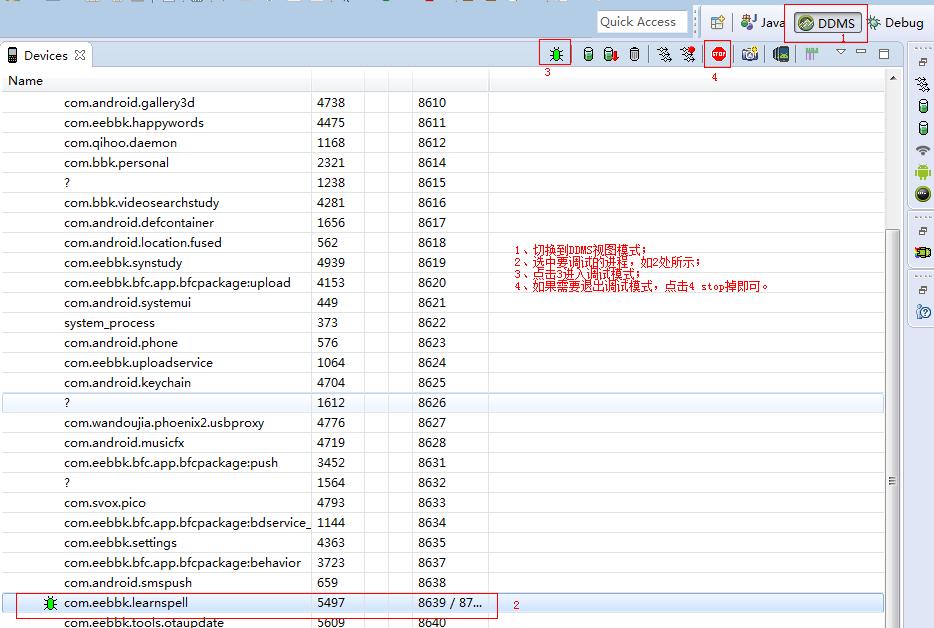 Quick Access
Java
DDMS
Debug
1
Devices
3
STOP
4
Name
com.android.gallery3d 4738 8610
com.eebbk.happywords 4475 8611
com.qihoo.daemon 1168 8612
com.bbk.personal 2321 8614
? 1238 8615
com.bbk.videosearchstudy 4281 8616
com.android.defcontainer 1656 8617
com.android.location.fused 562 8618
com.eebbk.synstudy 4939 8619
com.eebbk.bfc.app.bfcpackage:upload 4153 8620
com.android.systemui 449 8621
system_process 373 8622
com.android.phone 576 8623
com.eebbk.uploadservice 1064 8624
com.android.keychain 4704 8625
? 1612 8626
com.wandoujia.phoenix2.usbproxy 4776 8627
com.android.musicfx 4719 8628
com.eebbk.bfc.app.bfcpackage:push 3452 8631
? 1564 8632
com.svox.pico 4793 8633
com.eebbk.bfc.app.bfcpackage:bdservice_ 1144 8634
com.eebbk.settings 4363 8635
com.eebbk.bfc.app.bfcpackage:behavior 3723 8637
com.android.smspush 659 8638
com.eebbk.learnspell 5497 8639 / 87...
2
com.eebbk.tools.otaupdate 5609 8640
1、切换到DDMS视图模式；
2、选中要调试的进程，如2处所示；
3、点击3进入调试模式；
4、如果需要退出调试模式，点击4 stop掉即可。